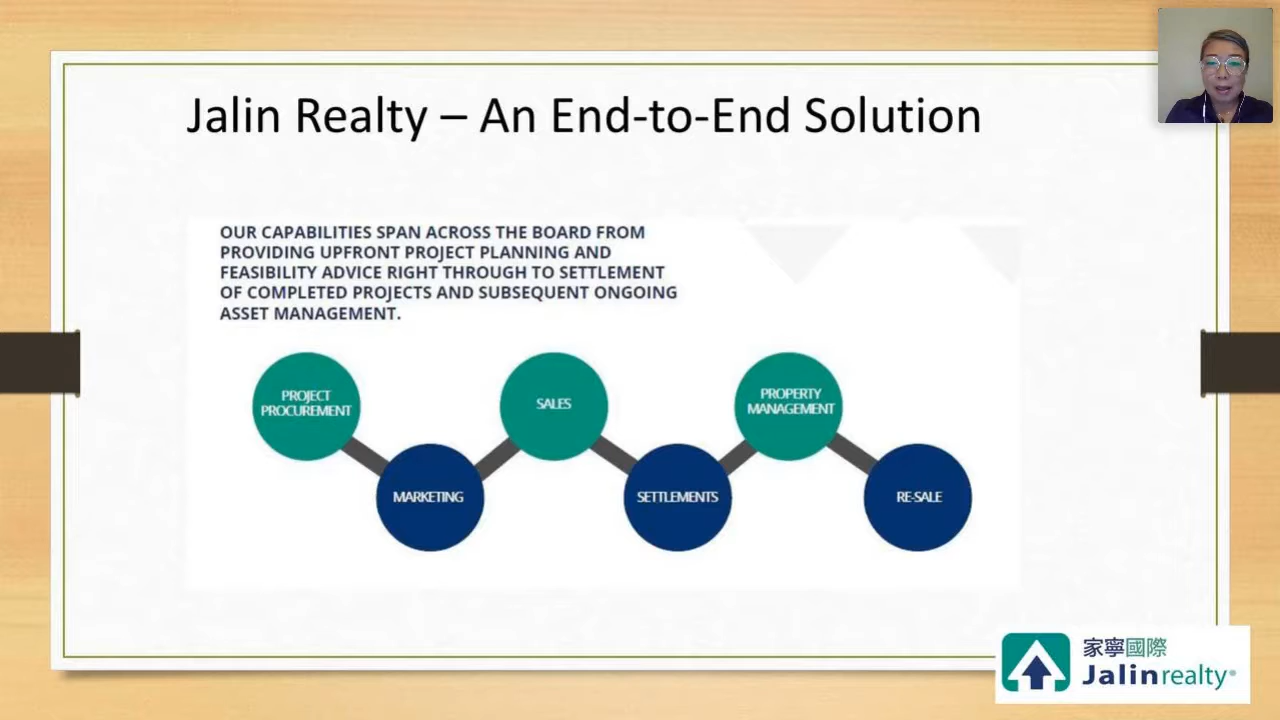 Jalin Realty – An End-to-End Solution
OUR CAPABILITIES SPAN ACROSS THE BOARD FROM
PROVIDING UPFRONT PROJECT PLANNING AND
FEASIBILITY ADVICE RIGHT THROUGH TO SETTLEMENT
OF COMPLETED PROJECTS AND SUBSEQUENT ONGOING
ASSET MANAGEMENT.
PROJECT
PROCUREMENT
MARKETING
SALES
SETTLEMENTS
PROPERTY
MANAGEMENT
RE-SALE
家寧國際
Jalinrealty®